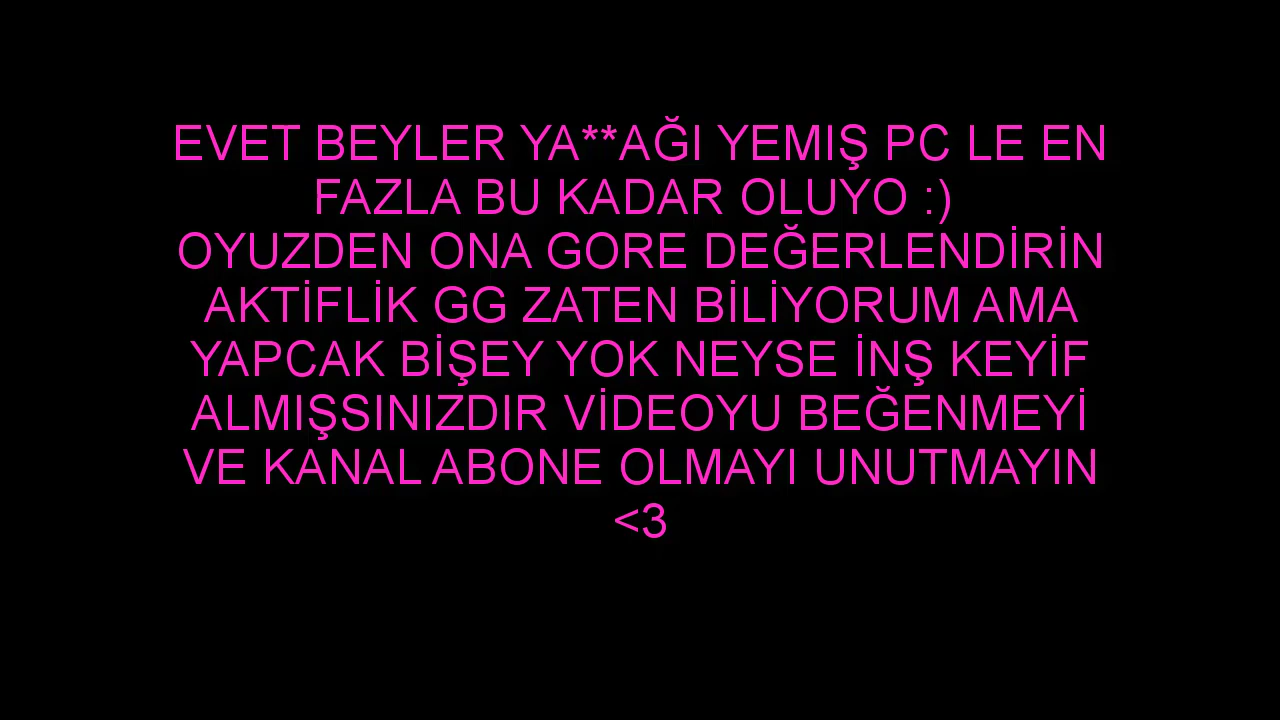 EVET BEYLER YA**AĞI YEMIŞ PC LE EN
FAZLA BU KADAR OLUYO :)
OYUZDEN ONA GORE DEĞERLENDİRİN
AKTİFLİK GG ZATEN BİLİYORUM AMA
YAPCAK BİŞEY YOK NEYSE İNŞ KEYİF
ALMIŞSINIZDIR VİDEOYU BEĞENMEYİ
VE KANAL ABONE OLMAYI UNUTMAYIN
<3